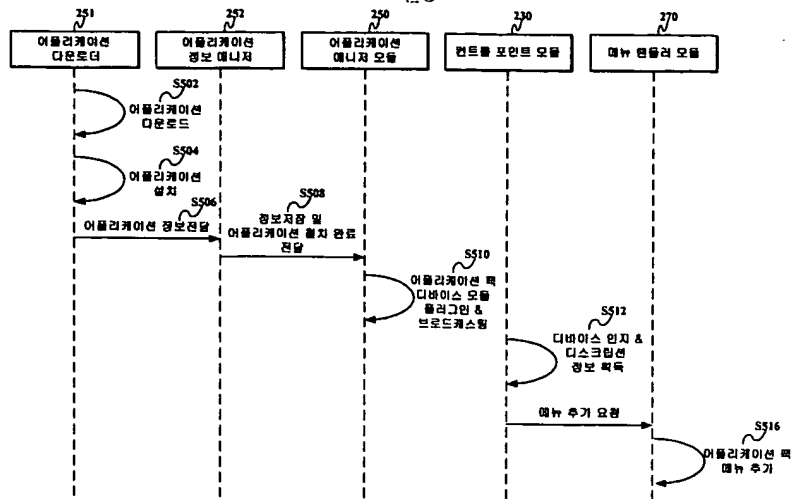 251
252
250
230
270
어플리케이션
다운로더
어플리케이션
정보 매니저
어플리케이션
매니저 모듈
컨트롤 포인트 모듈
메뉴 핸들러 모듈
S502
어플리케이션
다운로드
S504
어플리케이션
설치
S506
어플리케이션 정보전달
S508
정보저장 및
어플리케이션 설치 완료
전달
S510
어플리케이션 팩
디바이스 모듈
플러그인 &
브로드캐스팅
S512
디바이스 인지 &
디스크립션
정보 획득
메뉴 추가 요청
S516
어플리케이션 팩
메뉴 추가